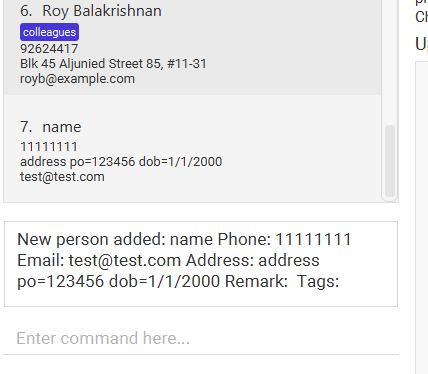 6. Roy Balakrishnan
colleagues
92624417
Blk 45 Aljunied Street 85, #11-31
royb@example.com
7. name
11111111
address po=123456 dob=1/1/2000
test@test.com
New person added: name Phone: 11111111
Email: test@test.com Address: address
po=123456 dob=1/1/2000 Remark:  Tags:
Enter command here...